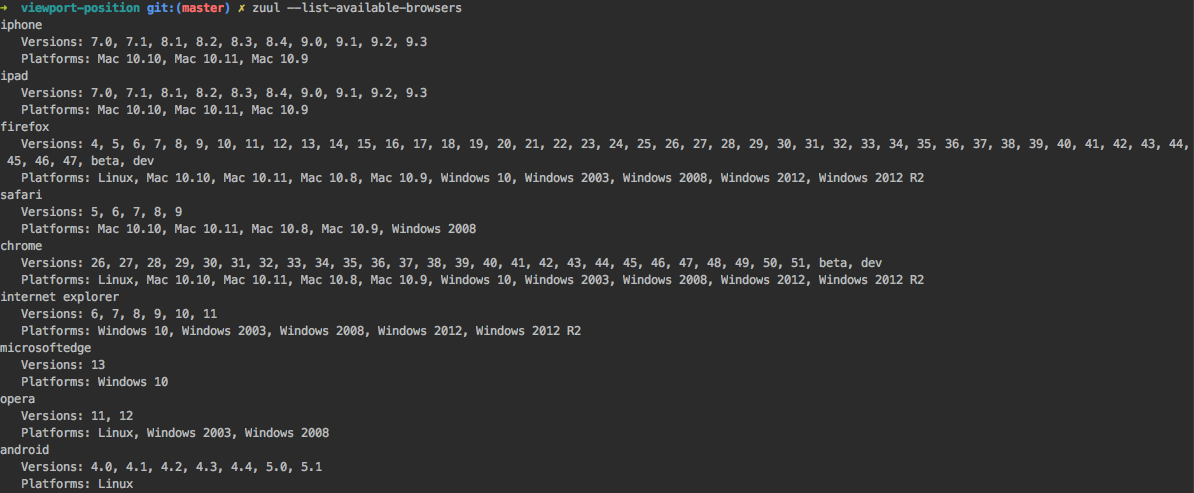 ➜  viewport-position git:(master) ✗ zuul --list-available-browsers
iphone
   Versions: 7.0, 7.1, 8.1, 8.2, 8.3, 8.4, 9.0, 9.1, 9.2, 9.3
   Platforms: Mac 10.10, Mac 10.11, Mac 10.9
ipad
   Versions: 7.0, 7.1, 8.1, 8.2, 8.3, 8.4, 9.0, 9.1, 9.2, 9.3
   Platforms: Mac 10.10, Mac 10.11, Mac 10.9
firefox
   Versions: 4, 5, 6, 7, 8, 9, 10, 11, 12, 13, 14, 15, 16, 17, 18, 19, 20, 21, 22, 23, 24, 25, 26, 27, 28, 29, 30, 31, 32, 33, 34, 35, 36, 37, 38, 39, 40, 41, 42, 43, 44,
 45, 46, 47, beta, dev
   Platforms: Linux, Mac 10.10, Mac 10.11, Mac 10.8, Mac 10.9, Windows 10, Windows 2003, Windows 2008, Windows 2012, Windows 2012 R2
safari
   Versions: 5, 6, 7, 8, 9
   Platforms: Mac 10.10, Mac 10.11, Mac 10.8, Mac 10.9, Windows 2008
chrome
   Versions: 26, 27, 28, 29, 30, 31, 32, 33, 34, 35, 36, 37, 38, 39, 40, 41, 42, 43, 44, 45, 46, 47, 48, 49, 50, 51, beta, dev
   Platforms: Linux, Mac 10.10, Mac 10.11, Mac 10.8, Mac 10.9, Windows 10, Windows 2003, Windows 2008, Windows 2012, Windows 2012 R2
internet explorer
   Versions: 6, 7, 8, 9, 10, 11
   Platforms: Windows 10, Windows 2003, Windows 2008, Windows 2012, Windows 2012 R2
microsoftedge
   Versions: 13
   Platforms: Windows 10
opera
   Versions: 11, 12
   Platforms: Linux, Windows 2003, Windows 2008
android
   Versions: 4.0, 4.1, 4.2, 4.3, 4.4, 5.0, 5.1
   Platforms: Linux